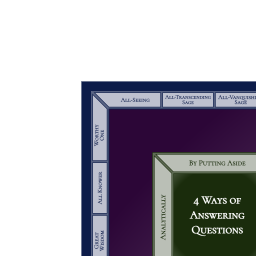 All-Seeing
All-Transcending
Sage
All-Vanquish
Sage
Worthy
One
All Knower
Great
Wisdom
By Putting Aside
Analytically
4 Ways of
Answering
Questions